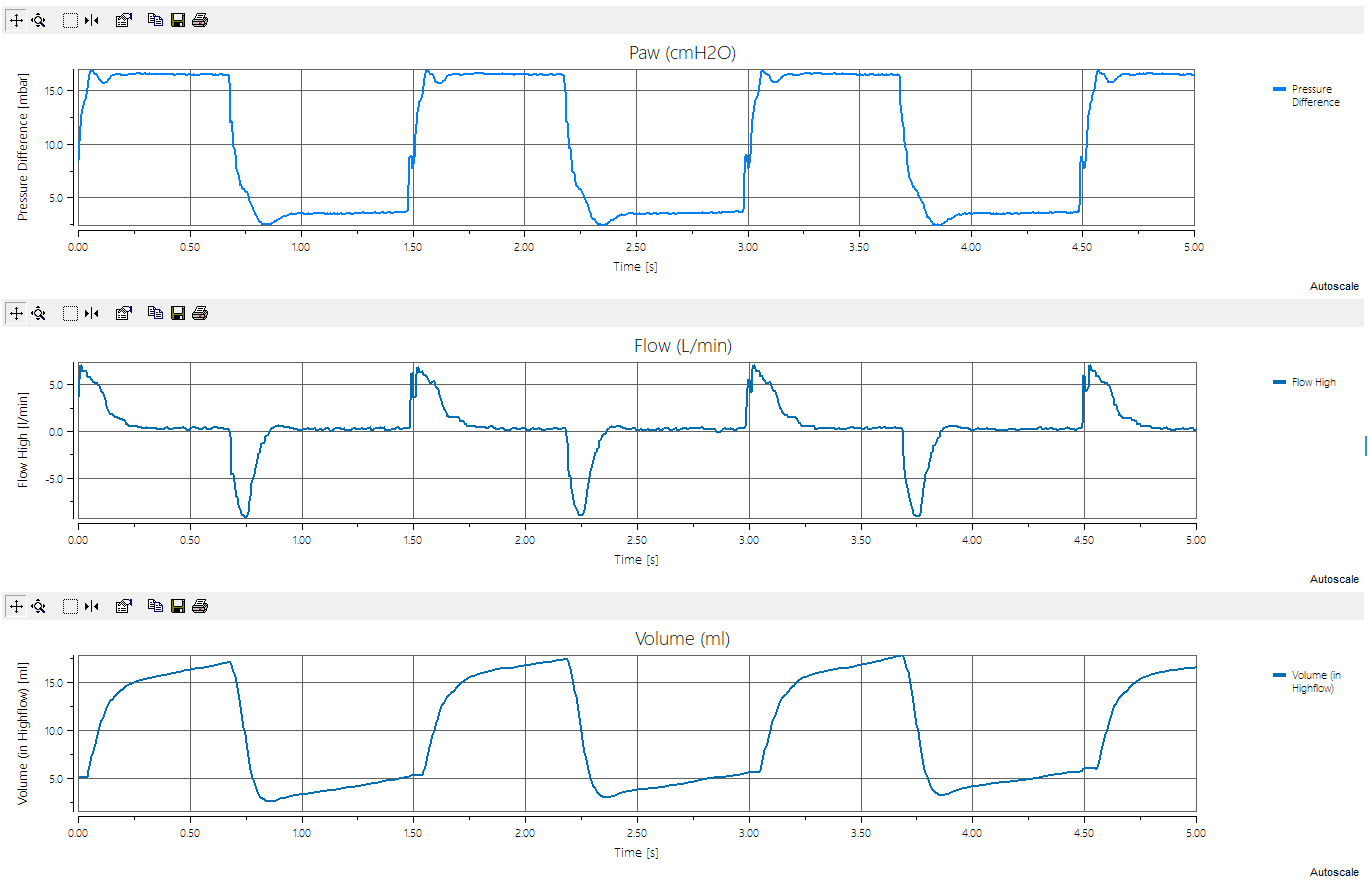 Paw (cmH2O)
Pressure Difference [mbar]
15.0
10.0
5.0
0.00 0.50 1.00 1.50 2.00 2.50 3.00 3.50 4.00 4.50 5.00
Time [s]
Pressure
Difference
Autoscale
Flow (L/min)
Flow High [l/min]
5.0
0.0
-5.0
0.00 0.50 1.00 1.50 2.00 2.50 3.00 3.50 4.00 4.50 5.00
Time [s]
Flow High
Autoscale
Volume (ml)
Volume (in Highflow) [ml]
15.0
10.0
5.0
0.00 0.50 1.00 1.50 2.00 2.50 3.00 3.50 4.00 4.50 5.00
Time [s]
Volume (in
Highflow)
Autoscale